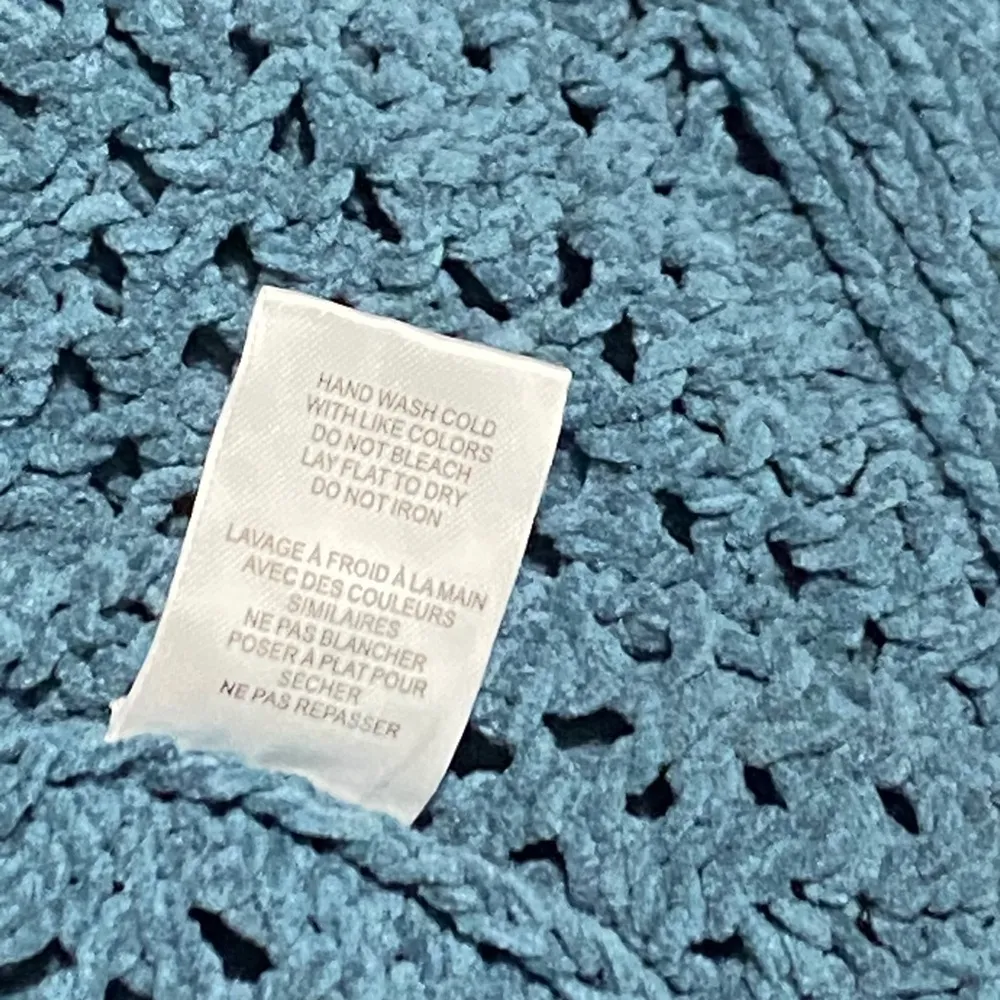 HAND WASH COLD
WITH LIKE COLORS
DO NOT BLEACH
LAY FLAT TO DRY
DO NOT IRON
LAVAGE À FROID À LA MAIN
AVEC DES COULEURS
SIMILAIRES
NE PAS BLANCHER
POSER À PLAT POUR
SÉCHER
NE PAS REPASSER